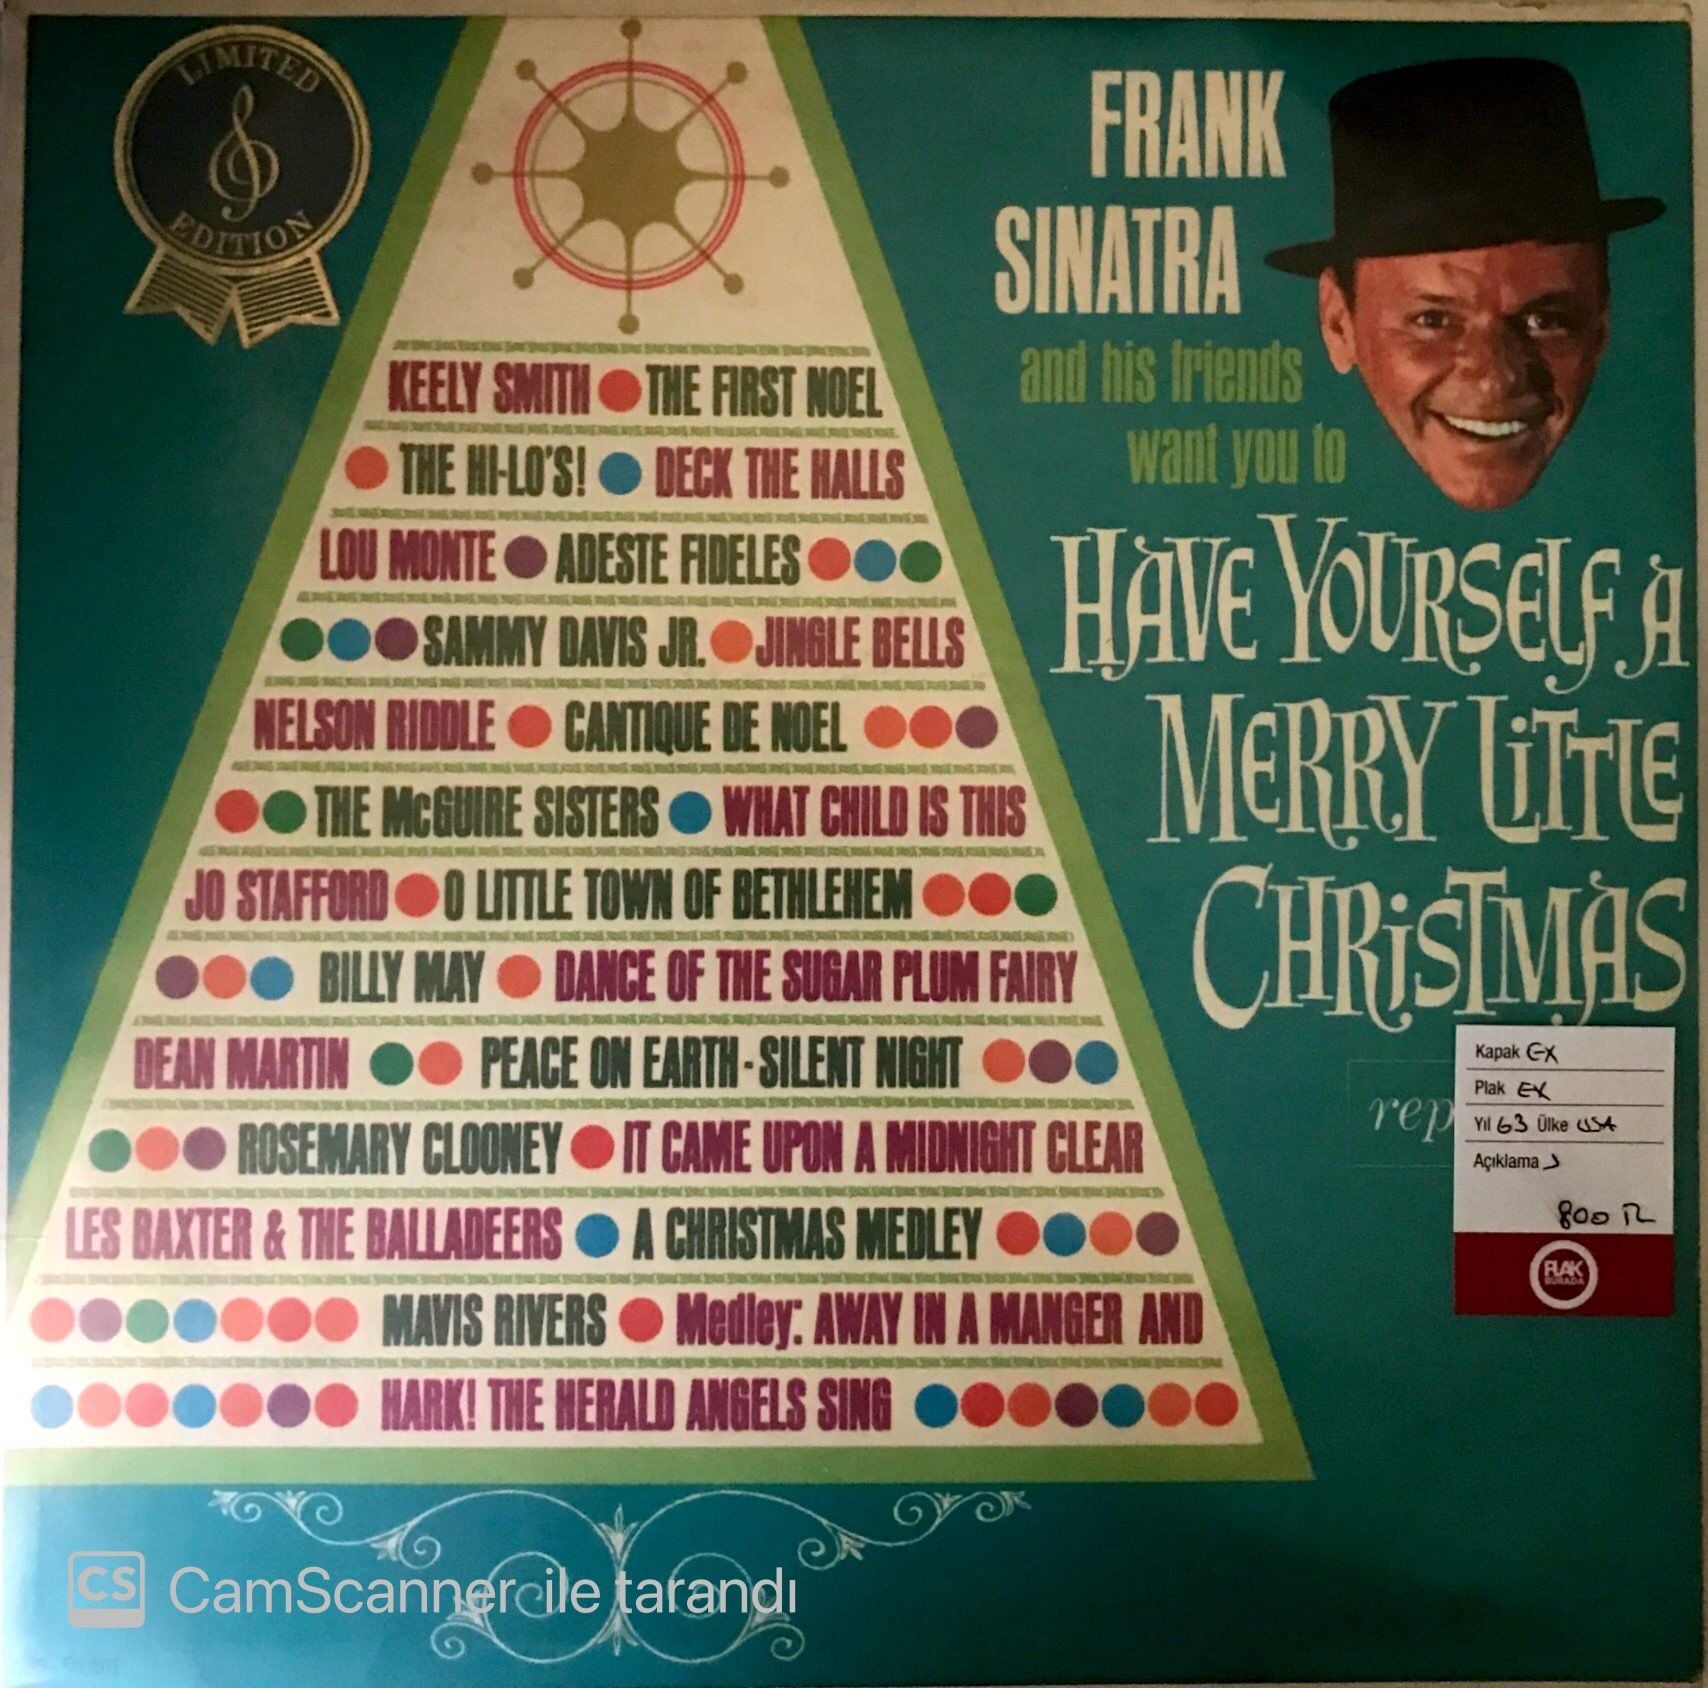 LIMITED
EDITION
FRANK
SINATRA
and his friends
want you to
HAVE YOURSELF A
MERRY LITTLE
CHRISTMAS
KEELY SMITH THE FIRST NOEL
THE HI-LO'S! DECK THE HALLS
LOU MONTE ADESTE FIDELES
SAMMY DAVIS JR. JINGLE BELLS
NELSON RIDDLE CANTIQUE DE NOEL
THE McGUIRE SISTERS WHAT CHILD IS THIS
JO STAFFORD O LITTLE TOWN OF BETHLEHEM
BILLY MAY DANCE OF THE SUGAR PLUM FAIRY
DEAN MARTIN PEACE ON EARTH - SILENT NIGHT
ROSEMARY CLOONEY IT CAME UPON A MIDNIGHT CLEAR
LES BAXTER & THE BALLADEERS A CHRISTMAS MEDLEY
MAVIS RIVERS Medley: AWAY IN A MANGER AND
HARK! THE HERALD ANGELS SING
rep
Kapak EX
Plak EX
Yıl 63 Ülke USA
Açıklama
800 TL
PLAK
BURADA
CS CamScanner ile tarandı